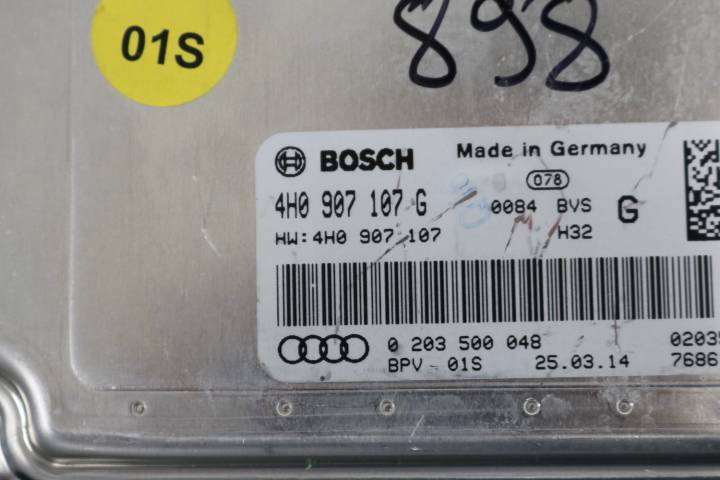 01S
898
BOSCH Made in Germany
078
4H0 907 107 G 0084 BVS G
HW: 4H0 907 107 H32
0 203 500 048
BPV - 01S 25.03.14 7686